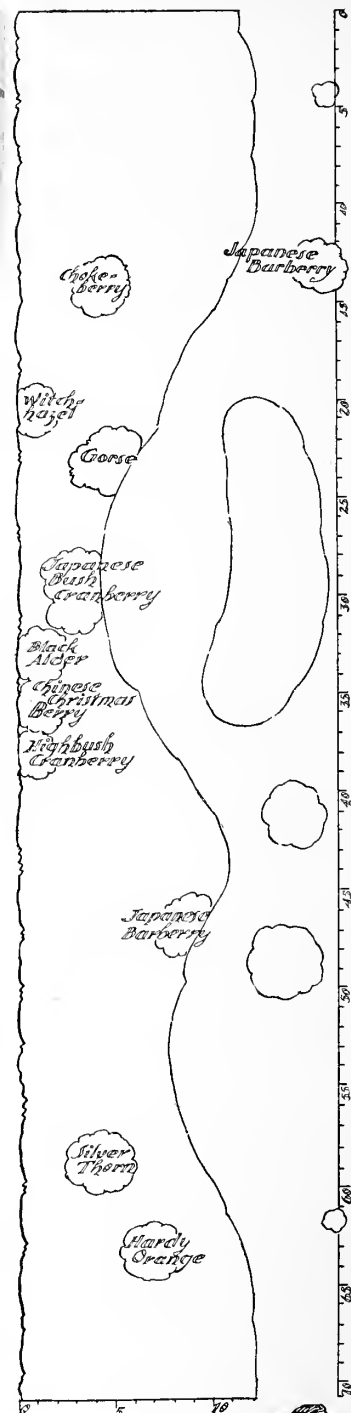 0
5
10
Japanese
Barberry
Choke-
berry
15
Witch-
hazel
20
Gorse
25
Japanese
Bush
Cranberry
30
Black
Alder
Chinese
Christmas
Berry
35
Highbush
Cranberry
40
45
Japanese
Barberry
50
55
Silver
Thorn
60
Hardy
Orange
65
70
0
5
10